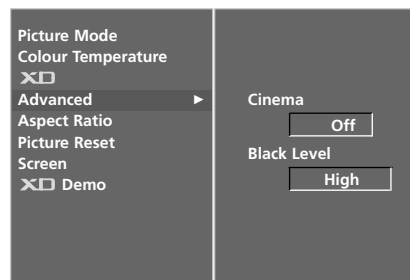 Picture Mode
Colour Temperature
XD
Advanced ►
Aspect Ratio
Picture Reset
Screen
XD Demo
Cinema
Off
Black Level
High